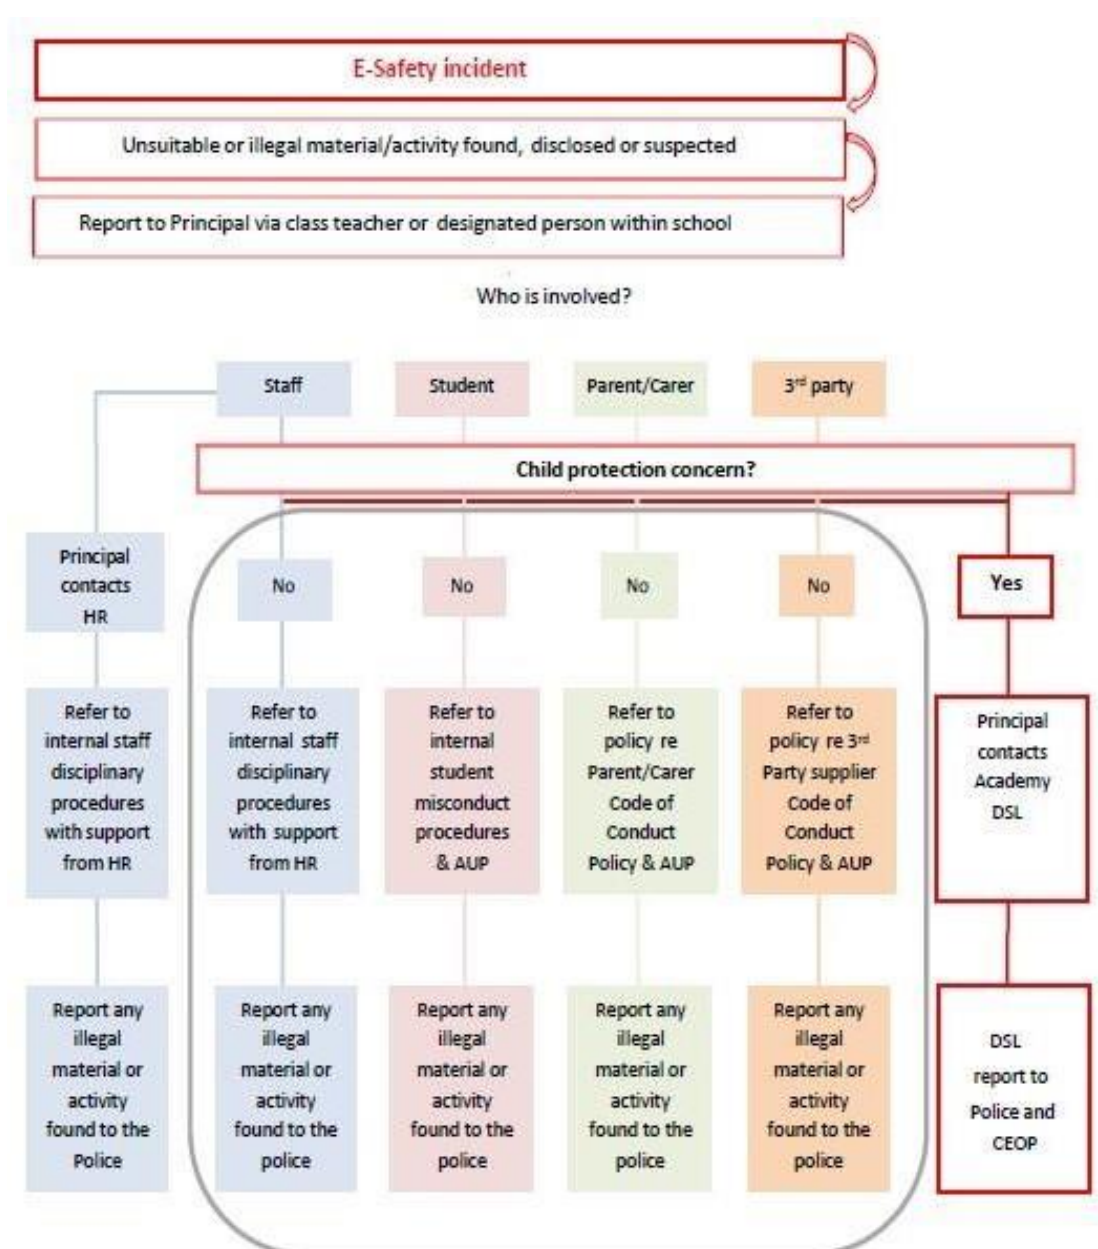 E-Safety incident
Unsuitable or illegal material/activity found, disclosed or suspected
Report to Principal via class teacher or designated person within school
Who is involved?
Staff
Student
Parent/Carer
3rd party
Child protection concern?
Principal
contacts
HR
No
No
No
No
Yes
Refer to
internal staff
disciplinary
procedures
with support
from HR
Refer to
internal staff
disciplinary
procedures
with support
from HR
Refer to
internal
student
misconduct
procedures
& AUP
Refer to
policy re
Parent/Carer
Code of
Conduct
Policy & AUP
Refer to
policy re 3rd
Party supplier
Code of
Conduct
Policy & AUP
Principal
contacts
Academy
DSL
Report any
illegal
material or
activity
found to the
Police
Report any
illegal
material or
activity
found to the
police
Report any
illegal
material or
activity
found to the
police
Report any
illegal
material or
activity
found to the
police
Report any
illegal
material or
activity
found to the
police
DSL
report to
Police and
CEOP